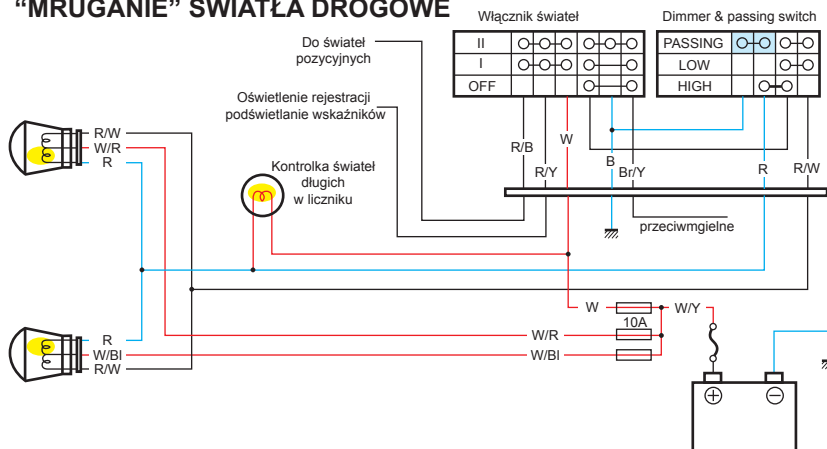 “MRUGANIE” ŚWIATŁA DROGOWE
Włącznik świateł
Dimmer & passing switch
Do świateł
pozycyjnych
II
I
OFF
PASSING
LOW
HIGH
Oświetlenie rejestracji
podświetlanie wskaźników
R/W
W/R
R
Kontrolka świateł
długich
w liczniku
R/B
R/Y
W
B
Br/Y
R
R/W
przeciwmgielne
W
W/Y
10A
W/R
W/Bl
R
W/Bl
R/W
+
−